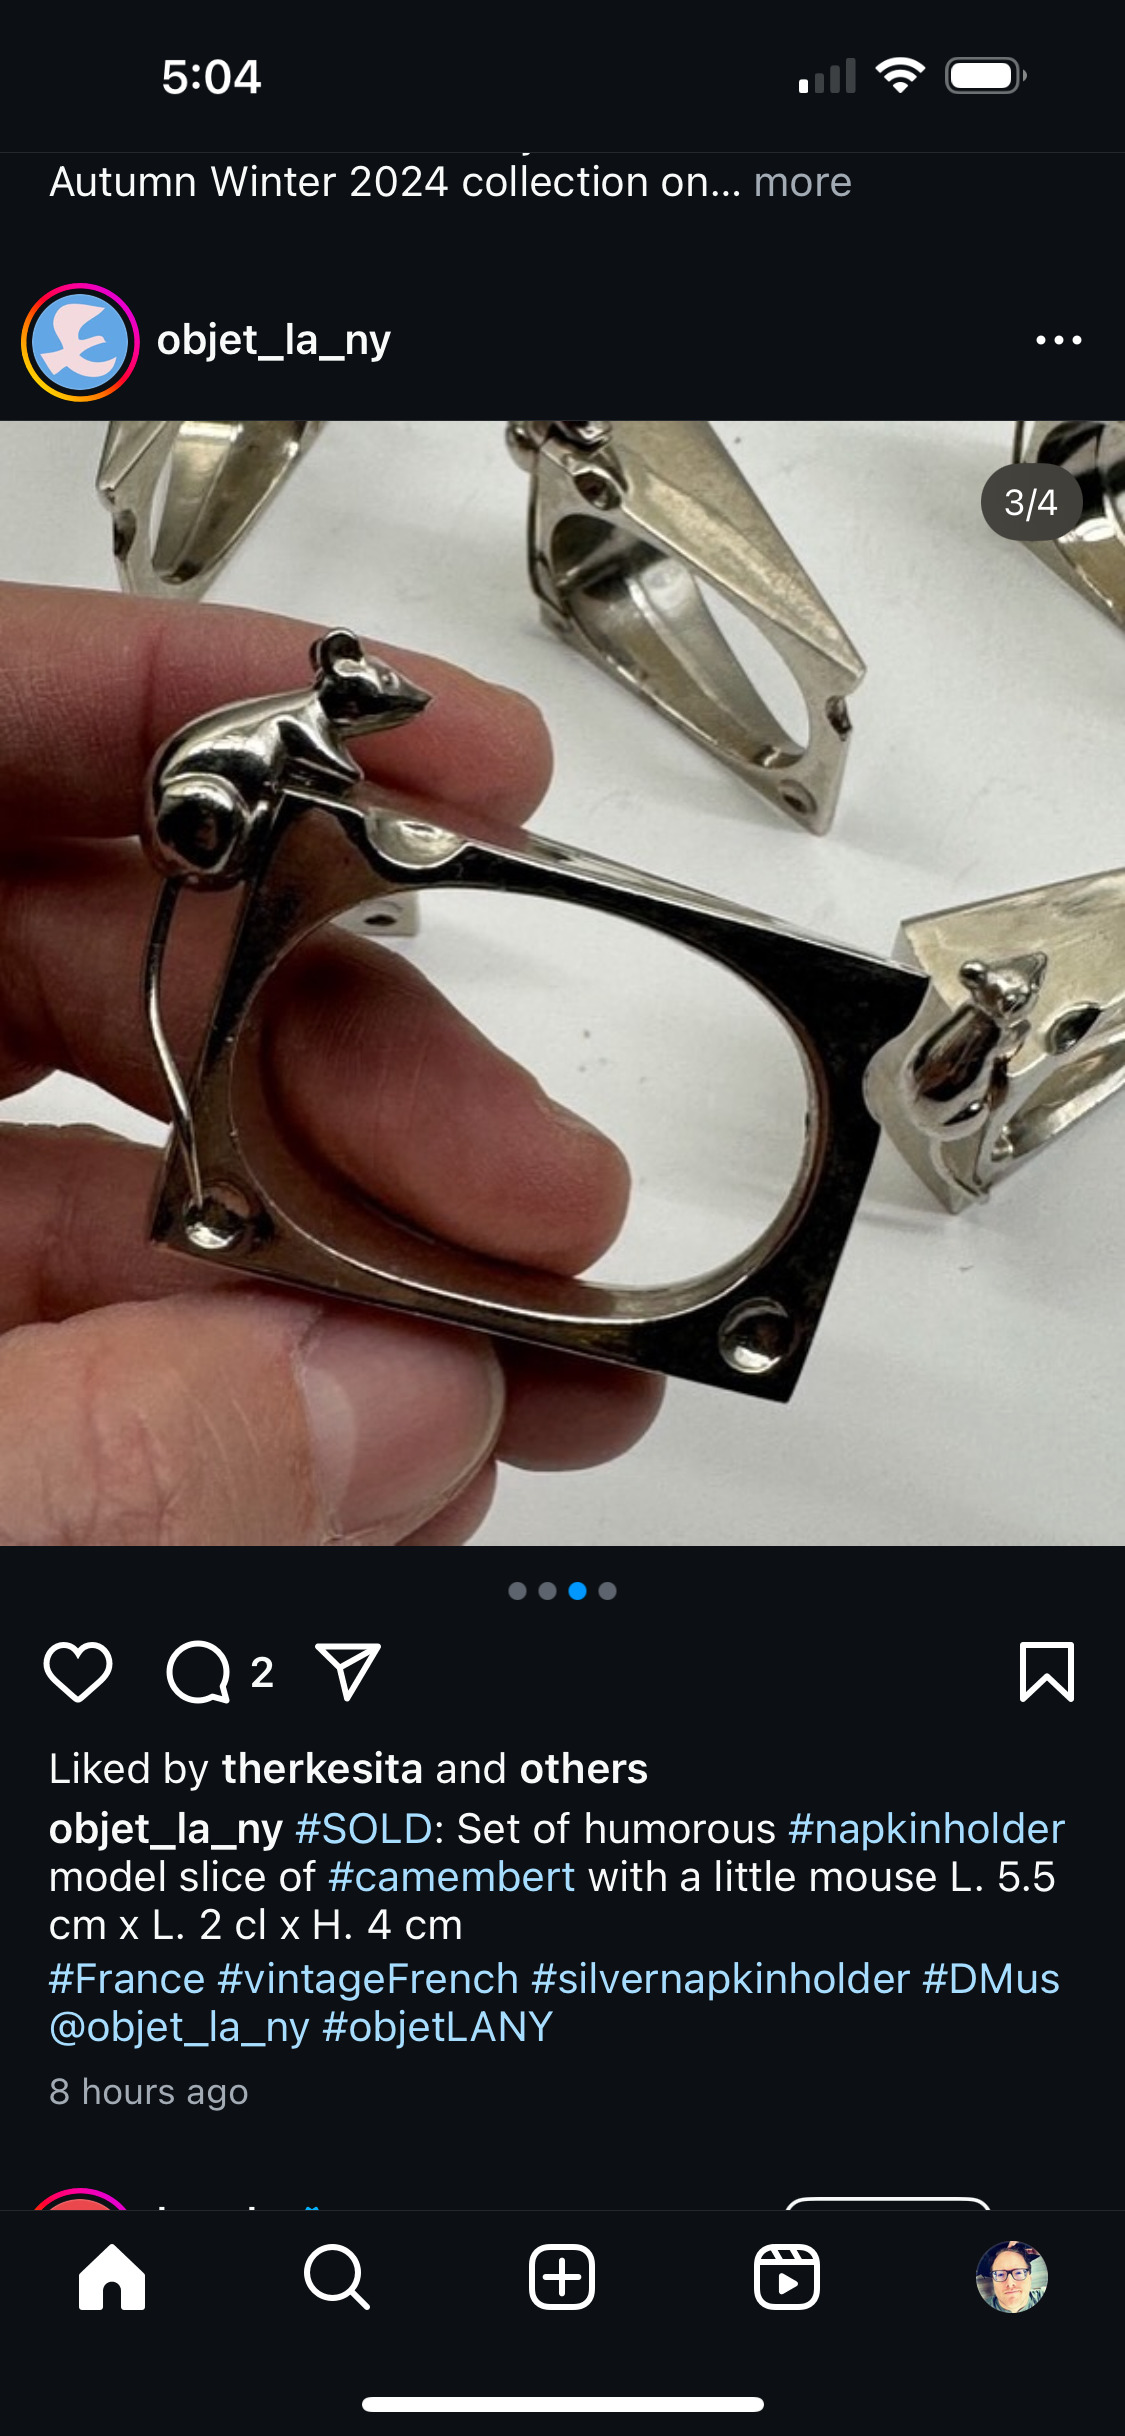 5:04
Autumn Winter 2024 collection on... more
objet_la_ny
3/4
2
Liked by therkesita and others
objet_la_ny #SOLD: Set of humorous #napkinholder
model slice of #camembert with a little mouse L. 5.5
cm x L. 2 cl x H. 4 cm
#France #vintageFrench #silvernapkinholder #DMus
@objet_la_ny #objetLANY
8 hours ago